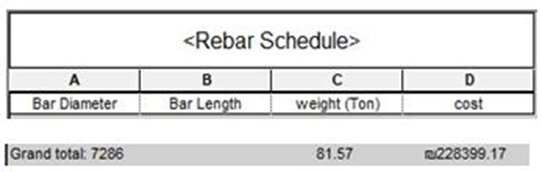 <Rebar Schedule>
A B C D
Bar Diameter Bar Length weight (Ton) cost
Grand total: 7286 81.57 ₪228399.17